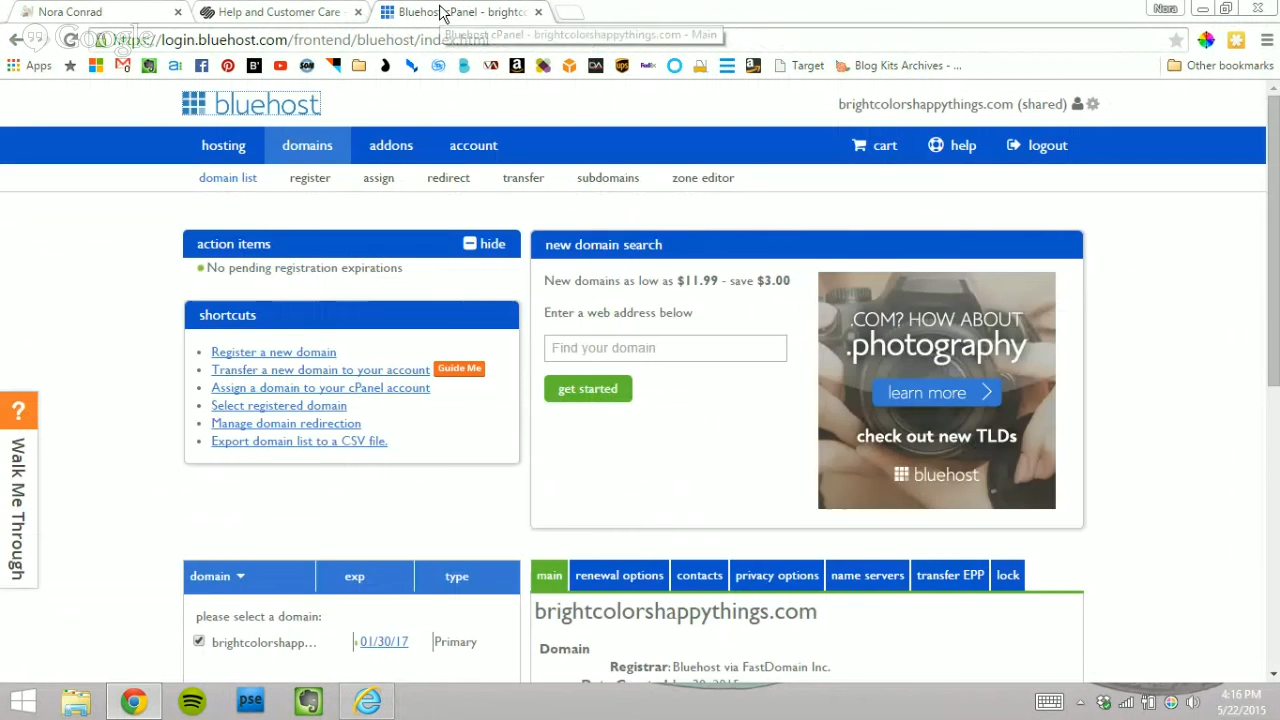 Nora Conrad
Help and Customer Care
Bluehost cPanel - brightc
Nora
Google
https://login.bluehost.com/frontend/bluehost/index.html
Bluehost cPanel - brightcolorshappythings.com - Main
Apps
Target
Blog Kits Archives - ...
Other bookmarks
bluehost
brightcolorshappythings.com (shared)
hosting
domains
addons
account
cart
help
logout
domain list
register
assign
redirect
transfer
subdomains
zone editor
action items
hide
No pending registration expirations
shortcuts
Register a new domain
Transfer a new domain to your account
Guide Me
Assign a domain to your cPanel account
Select registered domain
Manage domain redirection
Export domain list to a CSV file.
new domain search
New domains as low as $11.99 - save $3.00
Enter a web address below
Find your domain
get started
.COM? HOW ABOUT
.photography
learn more
check out new TLDs
bluehost
?
Walk Me Through
domain
exp
type
please select a domain:
brightcolorshapp...
01/30/17
Primary
main
renewal options
contacts
privacy options
name servers
transfer EPP
lock
brightcolorshappythings.com
Domain
Registrar: Bluehost via FastDomain Inc.
pse
4:16 PM
5/22/2015